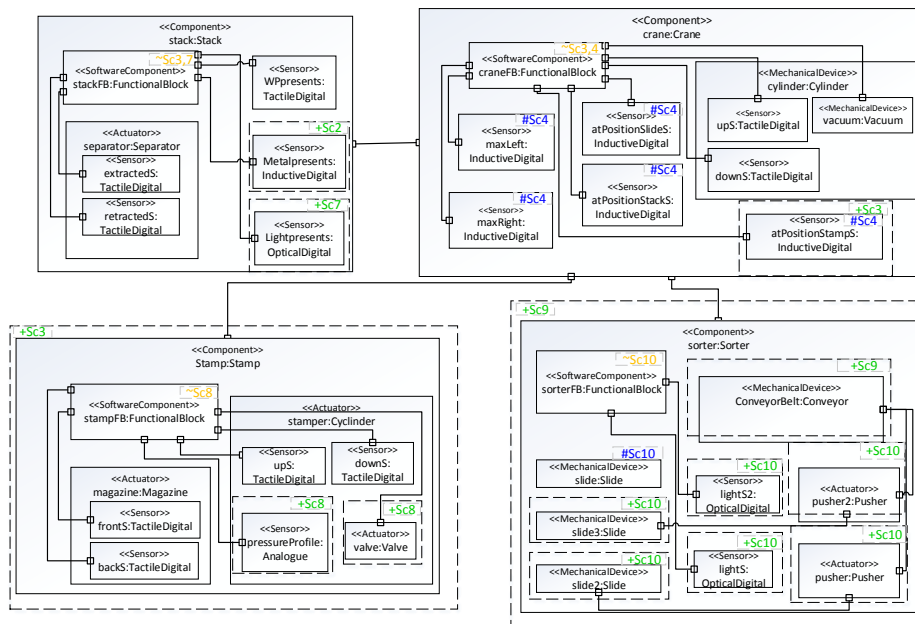 <<Component>>
stack:Stack
~Sc3,7
<<SoftwareComponent>>
stackFB:FunctionalBlock
<<Sensor>>
WPpresents:
TactileDigital
<<Actuator>>
separator:Separator
<<Sensor>>
extractedS:
TactileDigital
<<Sensor>>
retractedS:
TactileDigital
+Sc2
<<Sensor>>
Metalpresents:
InductiveDigital
+Sc7
<<Sensor>>
Lightpresents:
OpticalDigital
<<Component>>
crane:Crane
~Sc3,4
<<SoftwareComponent>>
craneFB:FunctionalBlock
#Sc4
<<Sensor>>
maxLeft:
InductiveDigital
#Sc4
<<Sensor>>
atPositionSlideS:
InductiveDigital
#Sc4
<<Sensor>>
maxRight:
InductiveDigital
#Sc4
<<Sensor>>
atPositionStackS:
InductiveDigital
<<MechanicalDevice>>
cylinder:Cylinder
<<Sensor>>
upS:TactileDigital
<<MechanicalDevice>>
vacuum:Vacuum
<<Sensor>>
downS:TactileDigital
+Sc3
#Sc4
<<Sensor>>
atPositionStampS:
InductiveDigital
+Sc3
<<Component>>
Stamp:Stamp
~Sc8
<<SoftwareComponent>>
stampFB:FunctionalBlock
<<Actuator>>
magazine:Magazine
<<Sensor>>
frontS:TactileDigital
<<Sensor>>
backS:TactileDigital
<<Actuator>>
stamper:Cyclinder
<<Sensor>>
upS:
TactileDigital
<<Sensor>>
downS:
TactileDigital
+Sc8
<<Sensor>>
pressureProfile:
Analogue
+Sc8
<<Actuator>>
valve:Valve
+Sc9
<<Component>>
sorter:Sorter
~Sc10
<<SoftwareComponent>>
sorterFB:FunctionalBlock
+Sc9
<<MechanicalDevice>>
ConveyorBelt:Conveyor
#Sc10
<<MechanicalDevice>>
slide:Slide
+Sc10
<<MechanicalDevice>>
slide3:Slide
+Sc10
<<MechanicalDevice>>
slide2:Slide
+Sc10
<<Sensor>>
lightS2:
OpticalDigital
+Sc10
<<Sensor>>
lightS:
OpticalDigital
+Sc10
<<Actuator>>
pusher2:Pusher
+Sc10
<<Actuator>>
pusher:Pusher